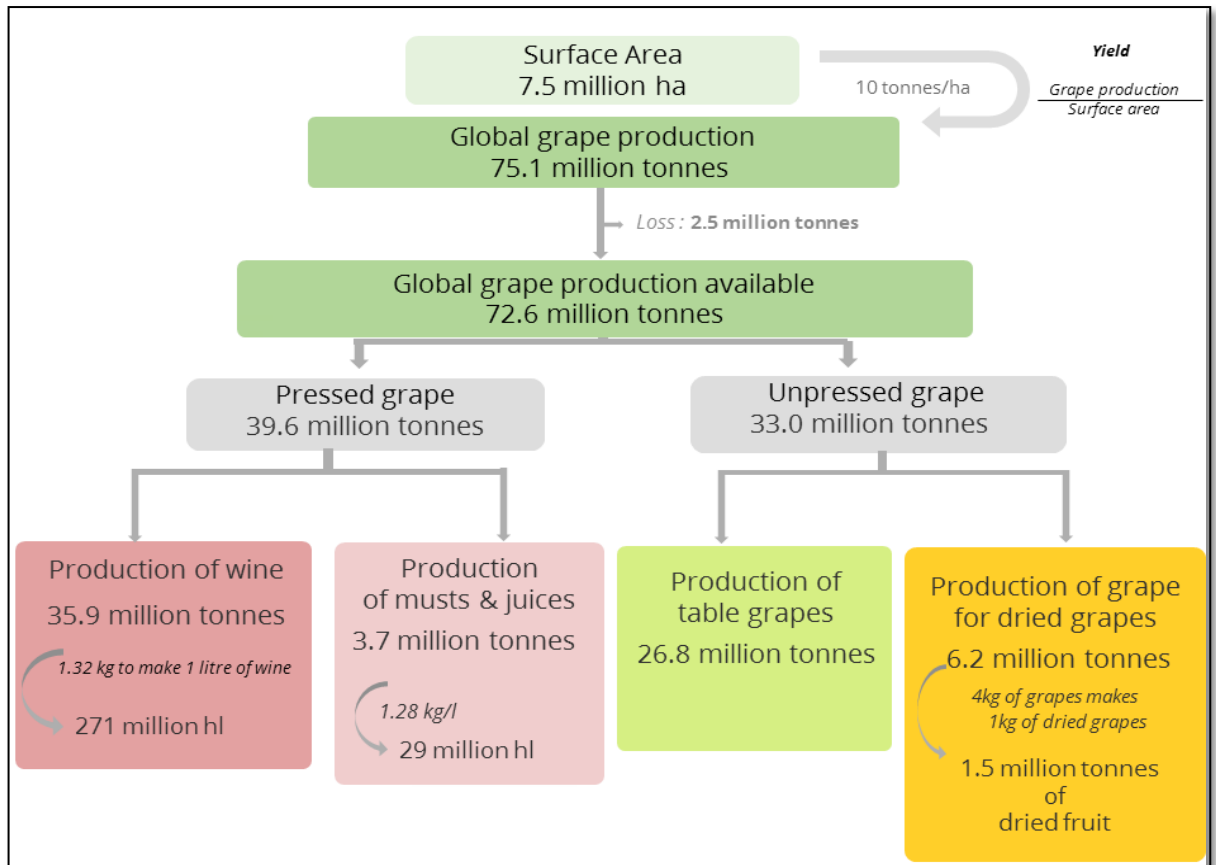 Surface Area
7.5 million ha
10 tonnes/ha
Yield
Grape production
Surface area
Global grape production
75.1 million tonnes
Loss : 2.5 million tonnes
Global grape production available
72.6 million tonnes
Pressed grape
39.6 million tonnes
Unpressed grape
33.0 million tonnes
Production of wine
35.9 million tonnes
1.32 kg to make 1 litre of wine
271 million hl
Production
of musts & juices
3.7 million tonnes
1.28 kg/l
29 million hl
Production of
table grapes
26.8 million tonnes
Production of grape
for dried grapes
6.2 million tonnes
4kg of grapes makes
1kg of dried grapes
1.5 million tonnes
of
dried fruit